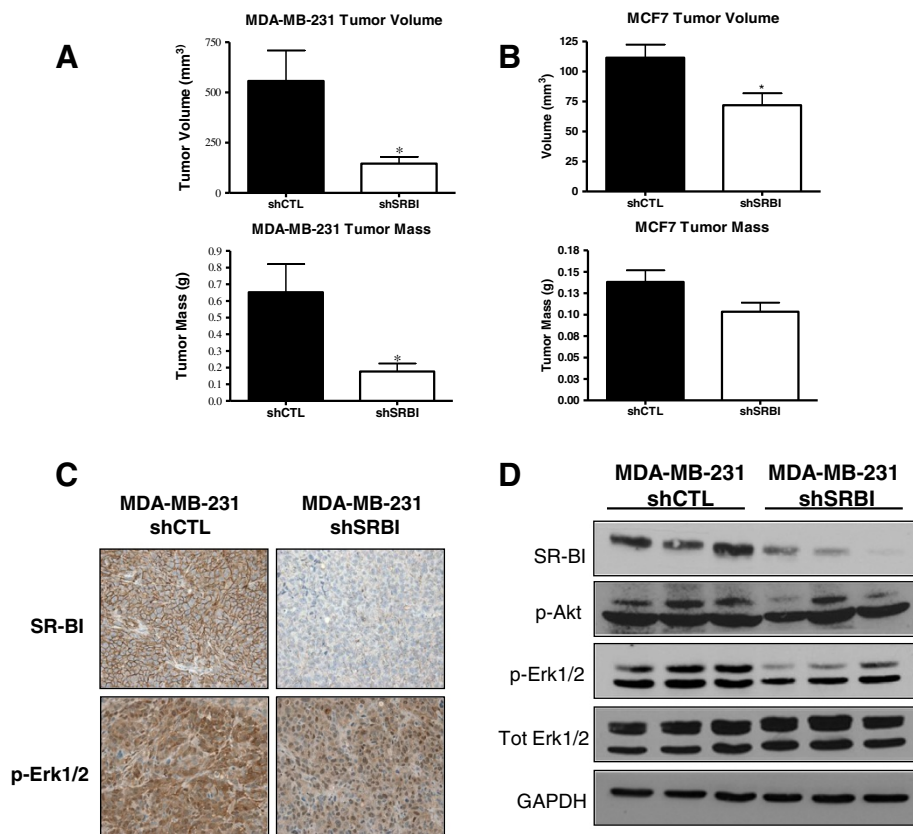 A
MDA-MB-231 Tumor Volume
Tumor Volume (mm³)
750
500
250
0
*
shCTL
shSRBI
MDA-MB-231 Tumor Mass
Tumor Mass (g)
0.9
0.8
0.7
0.6
0.5
0.4
0.3
0.2
0.1
0.0
*
shCTL
shSRBI
B
MCF7 Tumor Volume
Volume (mm³)
125
100
75
50
25
0
*
shCTL
shSRBI
MCF7 Tumor Mass
Tumor Mass (g)
0.18
0.15
0.13
0.10
0.08
0.05
0.03
0.00
shCTL
shSRBI
C
MDA-MB-231
shCTL
MDA-MB-231
shSRBI
SR-BI
p-Erk1/2
D
MDA-MB-231
shCTL
MDA-MB-231
shSRBI
SR-BI
p-Akt
p-Erk1/2
Tot Erk1/2
GAPDH